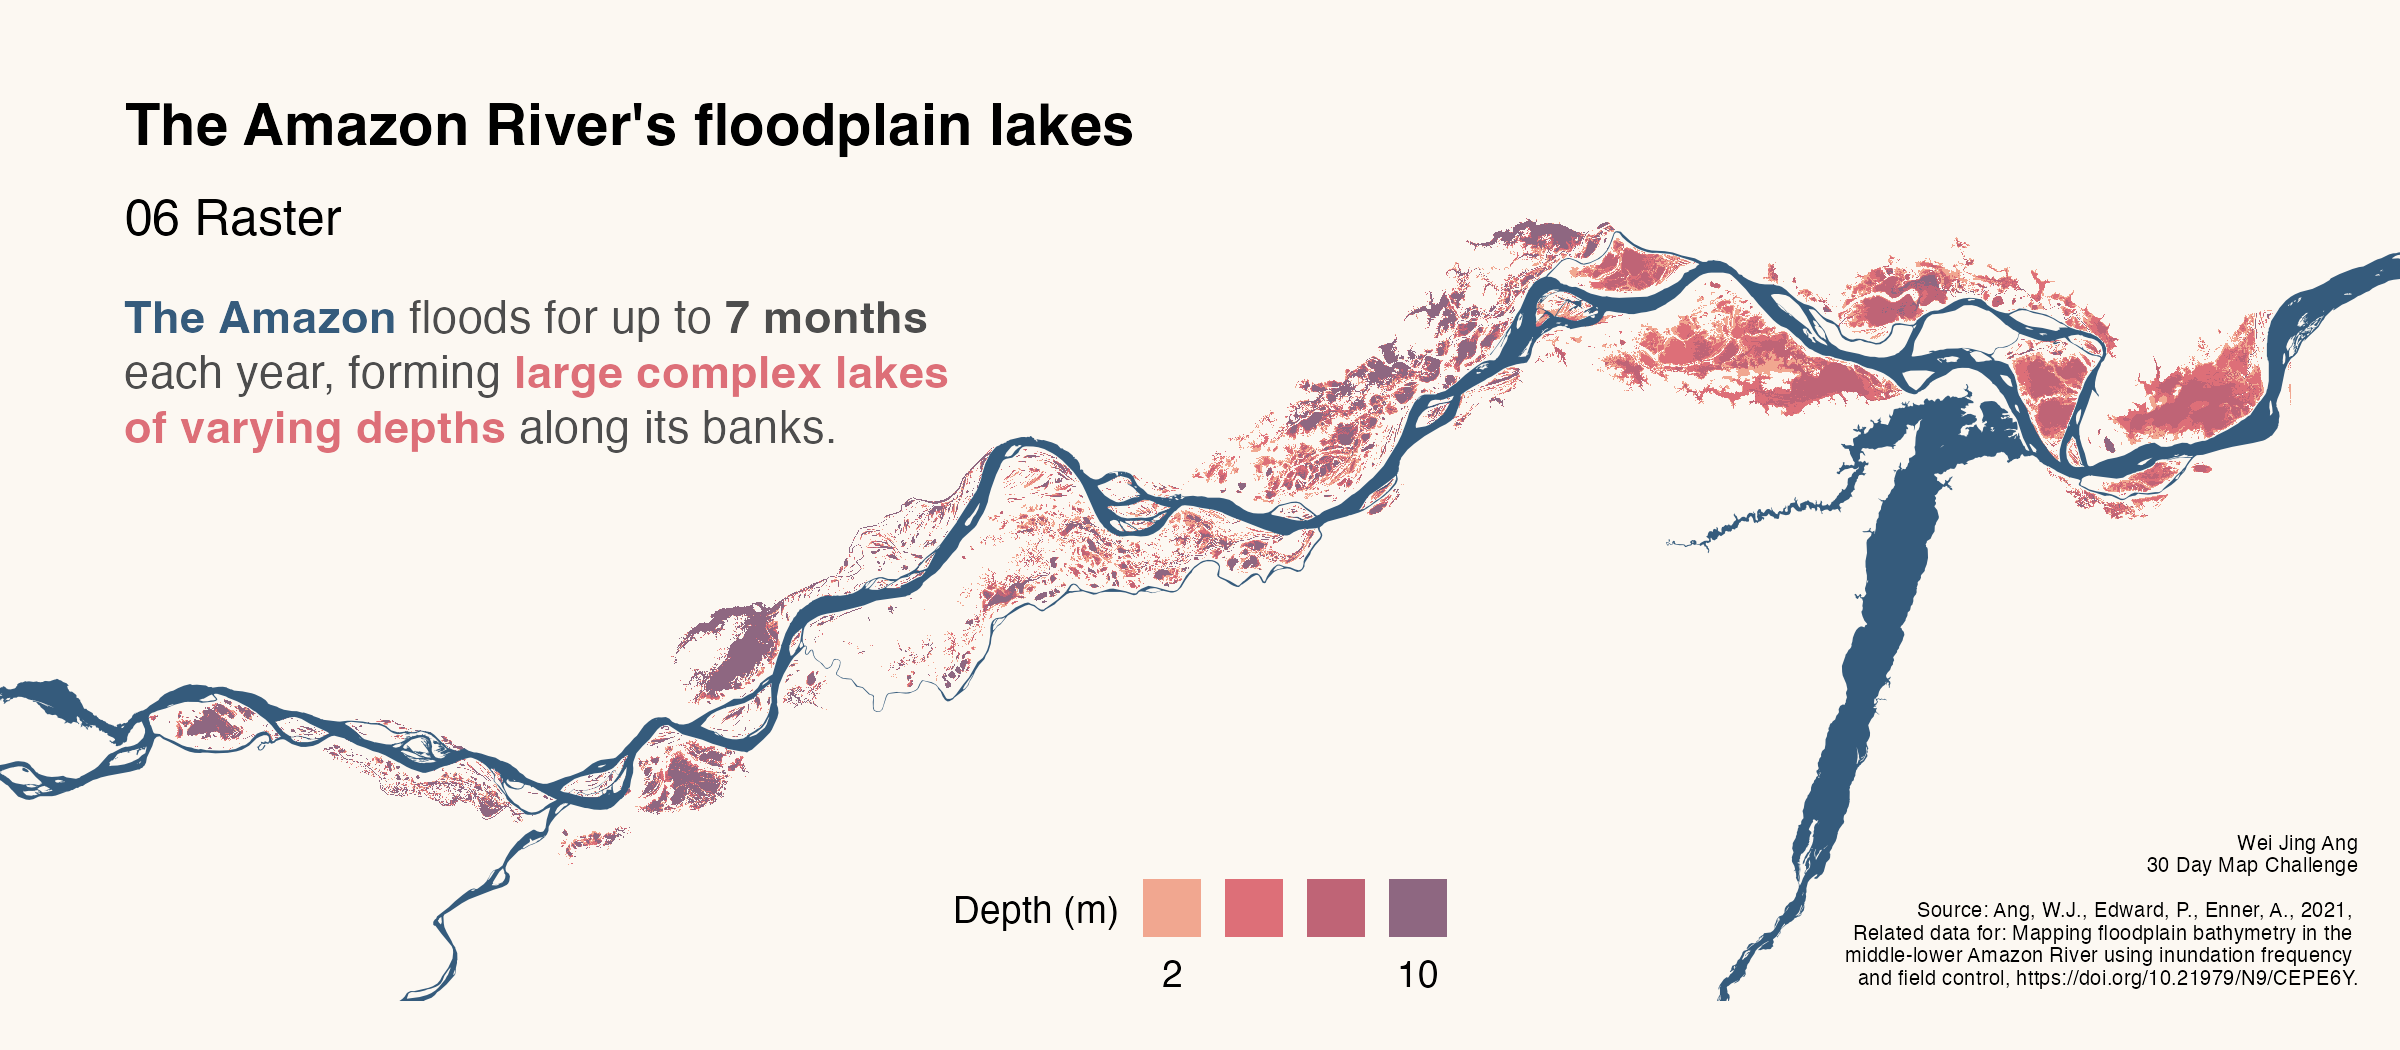 The Amazon River's floodplain lakes
06 Raster
The Amazon floods for up to 7 months
each year, forming large complex lakes
of varying depths along its banks.
Depth (m)
2 10
Wei Jing Ang
30 Day Map Challenge
Source: Ang, W.J., Edward, P., Enner, A., 2021,
Related data for: Mapping floodplain bathymetry in the
middle-lower Amazon River using inundation frequency
and field control, https://doi.org/10.21979/N9/CEPE6Y.